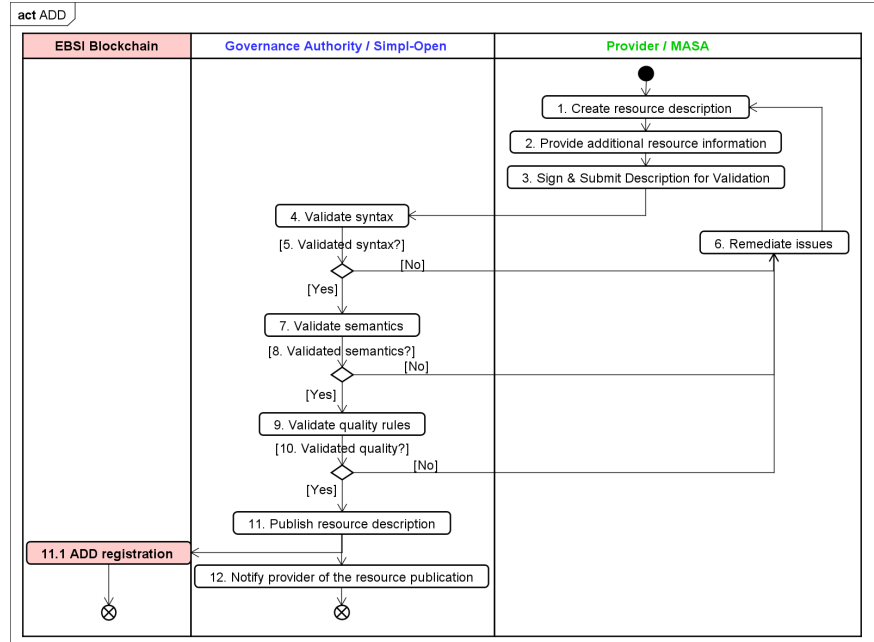 act ADD
EBSI Blockchain
Governance Authority / Simpl-Open
Provider / MASA
1. Create resource description
2. Provide additional resource information
3. Sign & Submit Description for Validation
4. Validate syntax
[5. Validated syntax?]
6. Remediate issues
[No]
[Yes]
7. Validate semantics
[8. Validated semantics?]
[No]
[Yes]
9. Validate quality rules
[10. Validated quality?]
[No]
[Yes]
11. Publish resource description
11.1 ADD registration
12. Notify provider of the resource publication